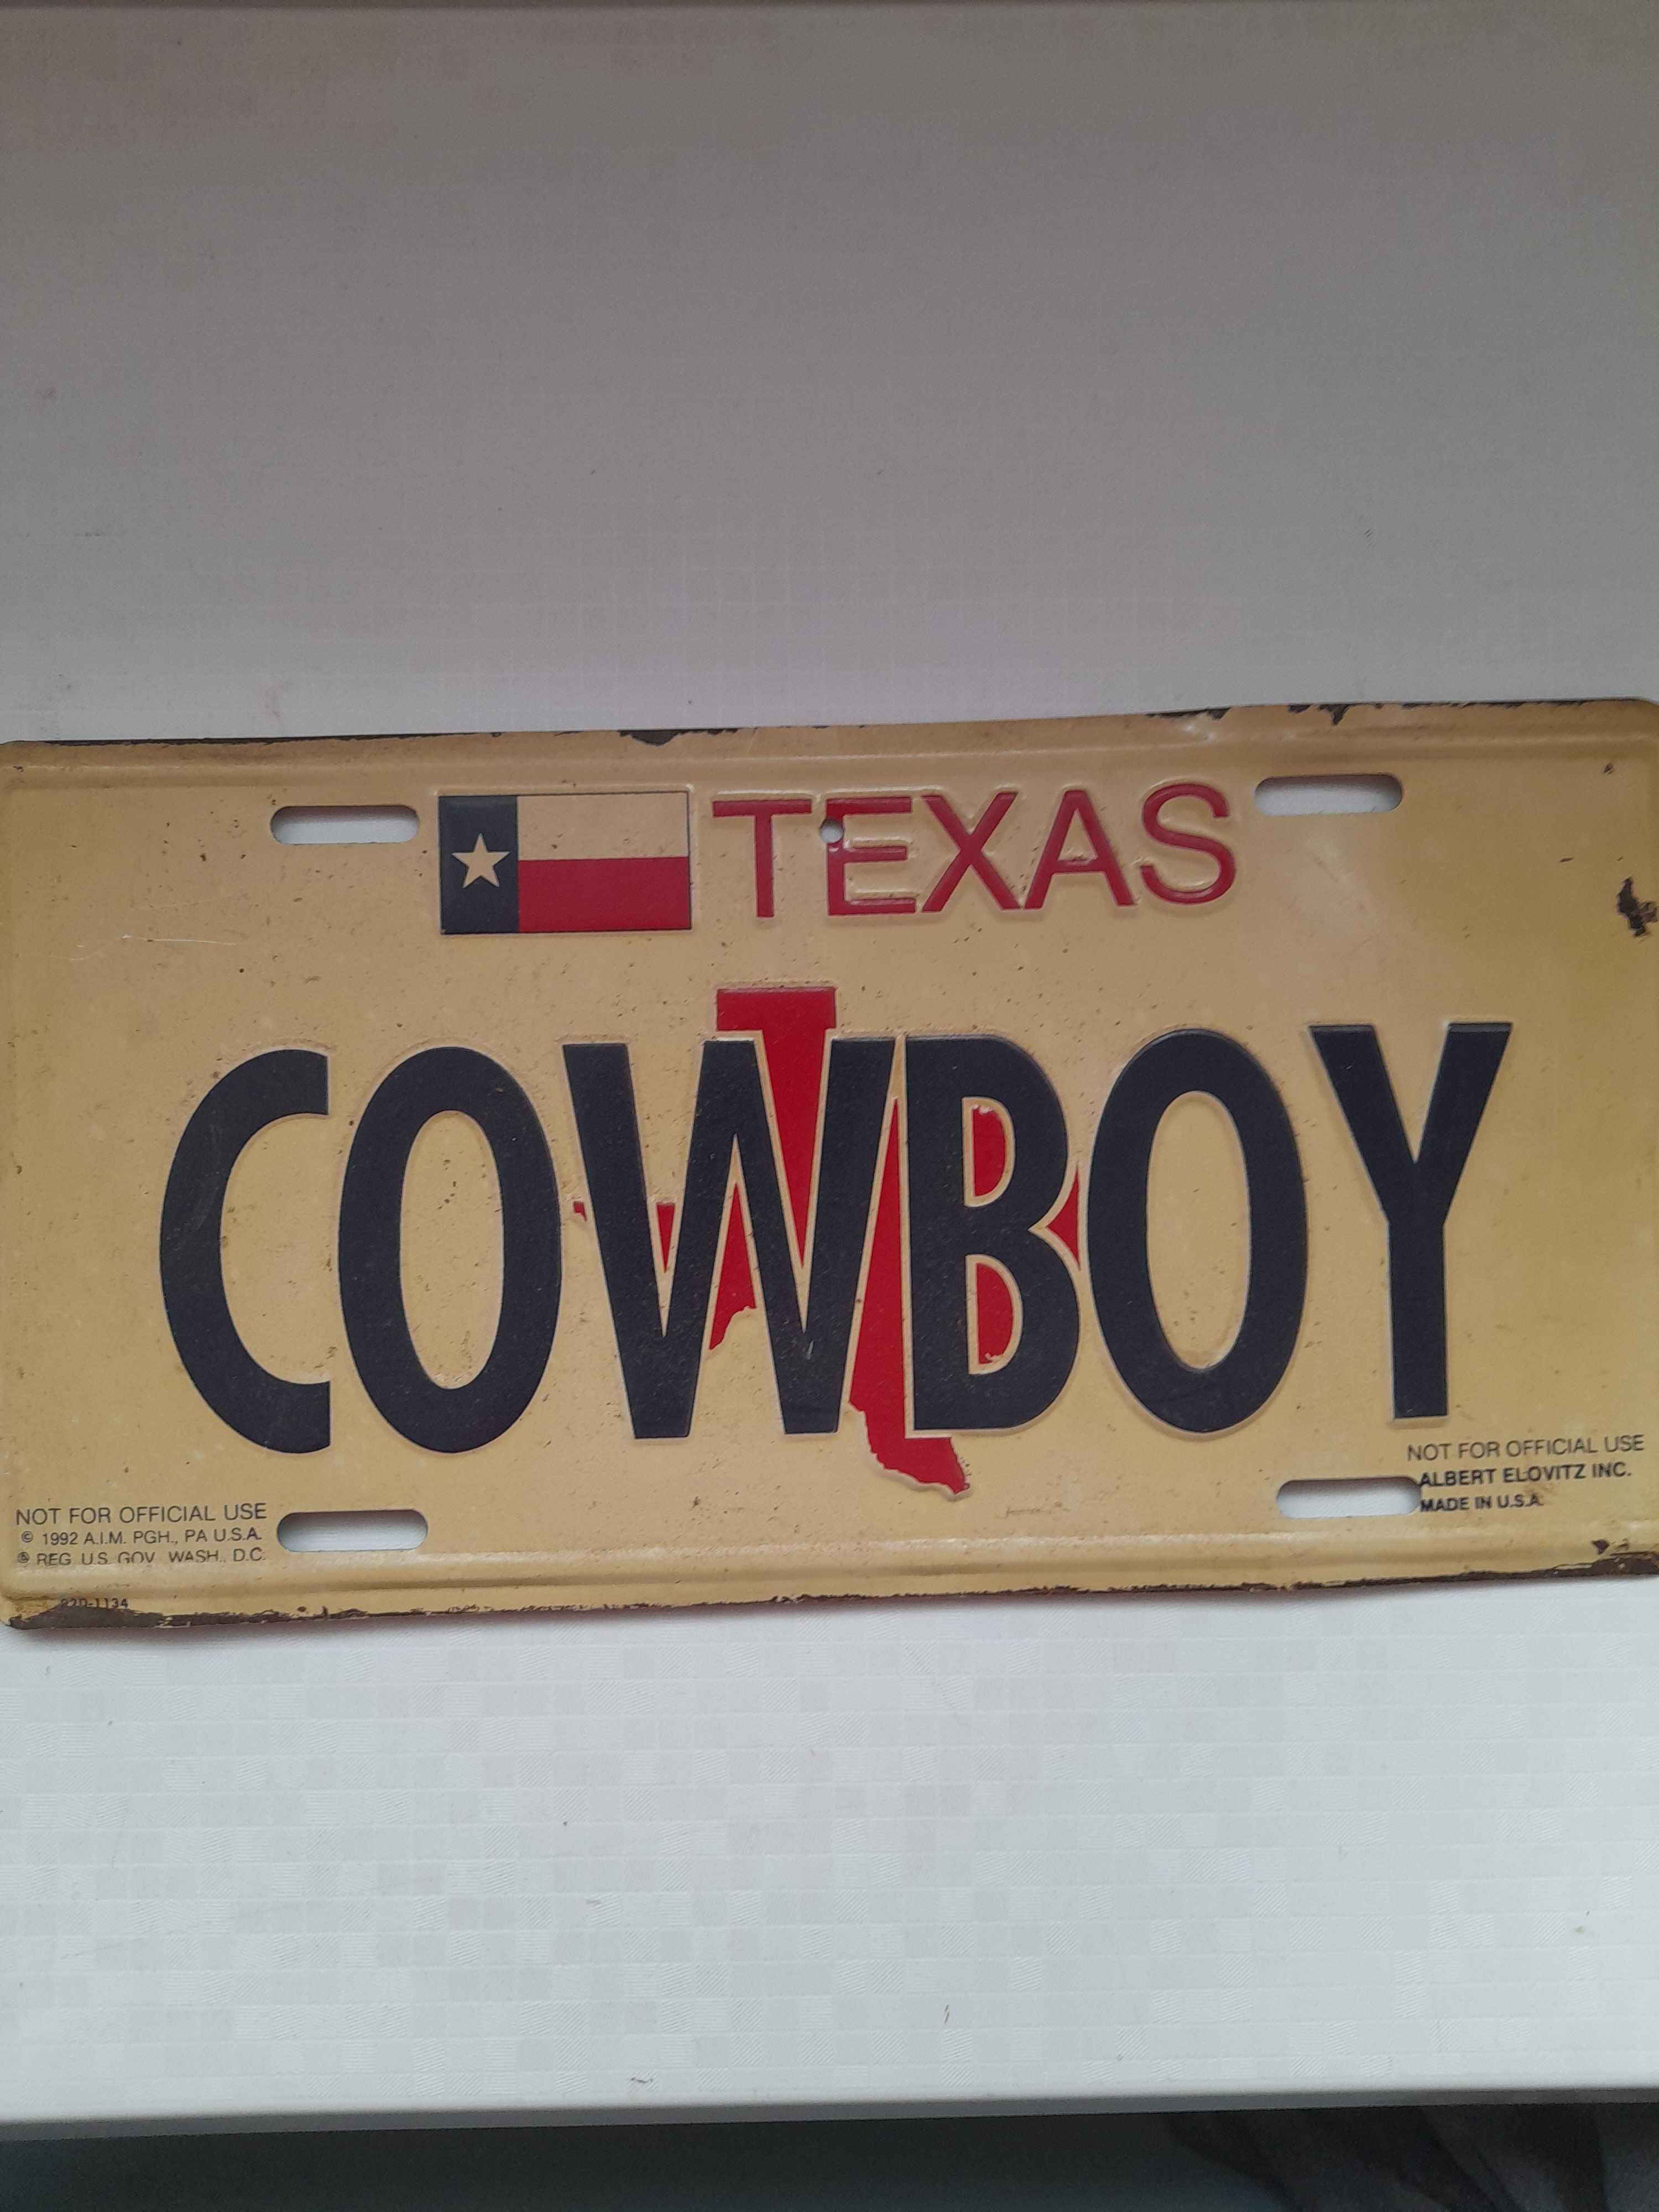 TEXAS
COWBOY
NOT FOR OFFICIAL USE
© 1992 A.I.M. PGH., PA U.S.A.
® REG. U.S. GOV. WASH., D.C.
NOT FOR OFFICIAL USE
ALBERT ELOVITZ INC.
MADE IN U.S.A.